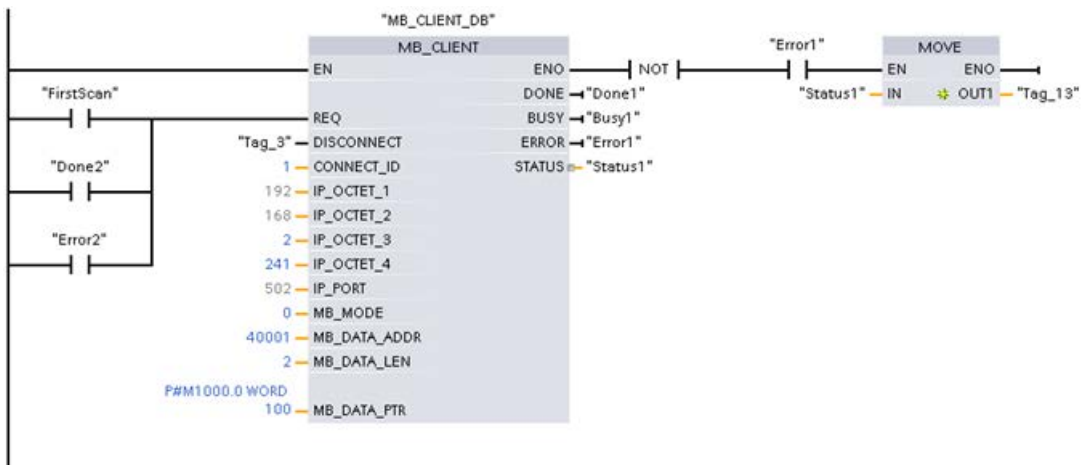 "MB_CLIENT_DB"
MB_CLIENT
"Error1"
MOVE
EN ENO
NOT
EN ENO
"FirstScan"
DONE "Done1"
"Status1" IN OUT1 "Tag_13"
REQ BUSY "Busy1"
"Tag_3" DISCONNECT ERROR "Error1"
"Done2"
1 CONNECT_ID STATUS "Status1"
192 IP_OCTET_1
168 IP_OCTET_2
"Error2"
2 IP_OCTET_3
241 IP_OCTET_4
502 IP_PORT
0 MB_MODE
40001 MB_DATA_ADDR
2 MB_DATA_LEN
P#M1000.0 WORD
100 MB_DATA_PTR